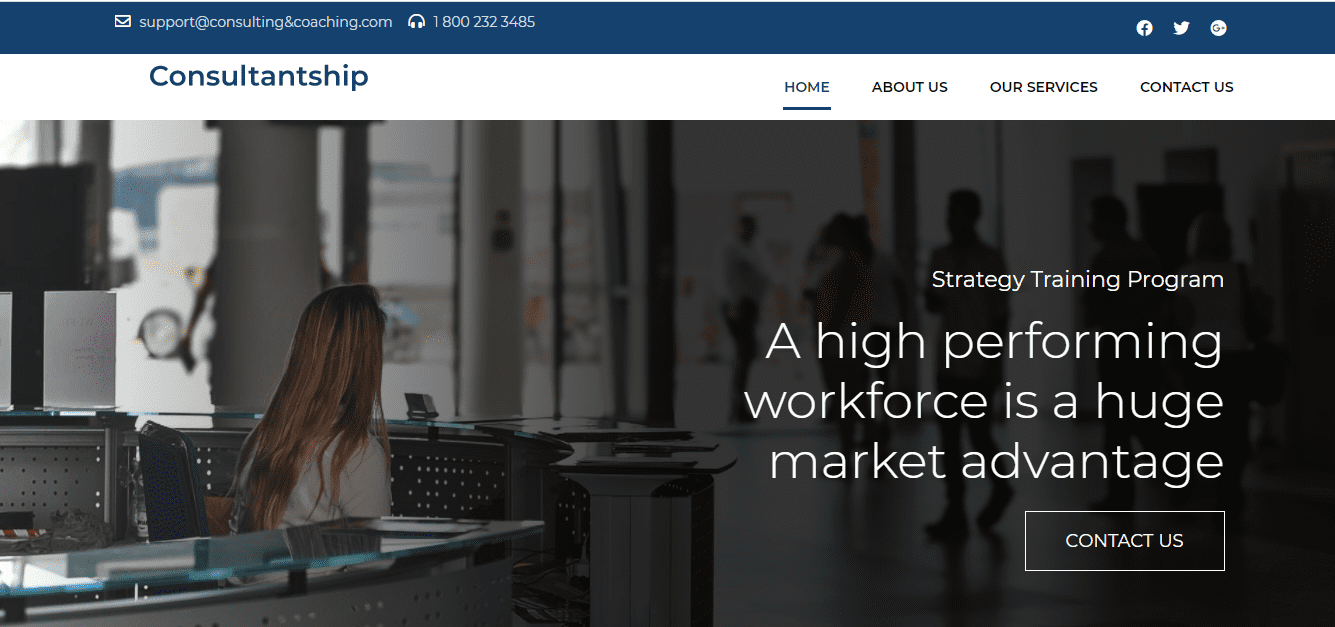 support@consulting&coaching.com 1 800 232 3485
Consultantship
HOME ABOUT US OUR SERVICES CONTACT US
Strategy Training Program
A high performing
workforce is a huge
market advantage
CONTACT US